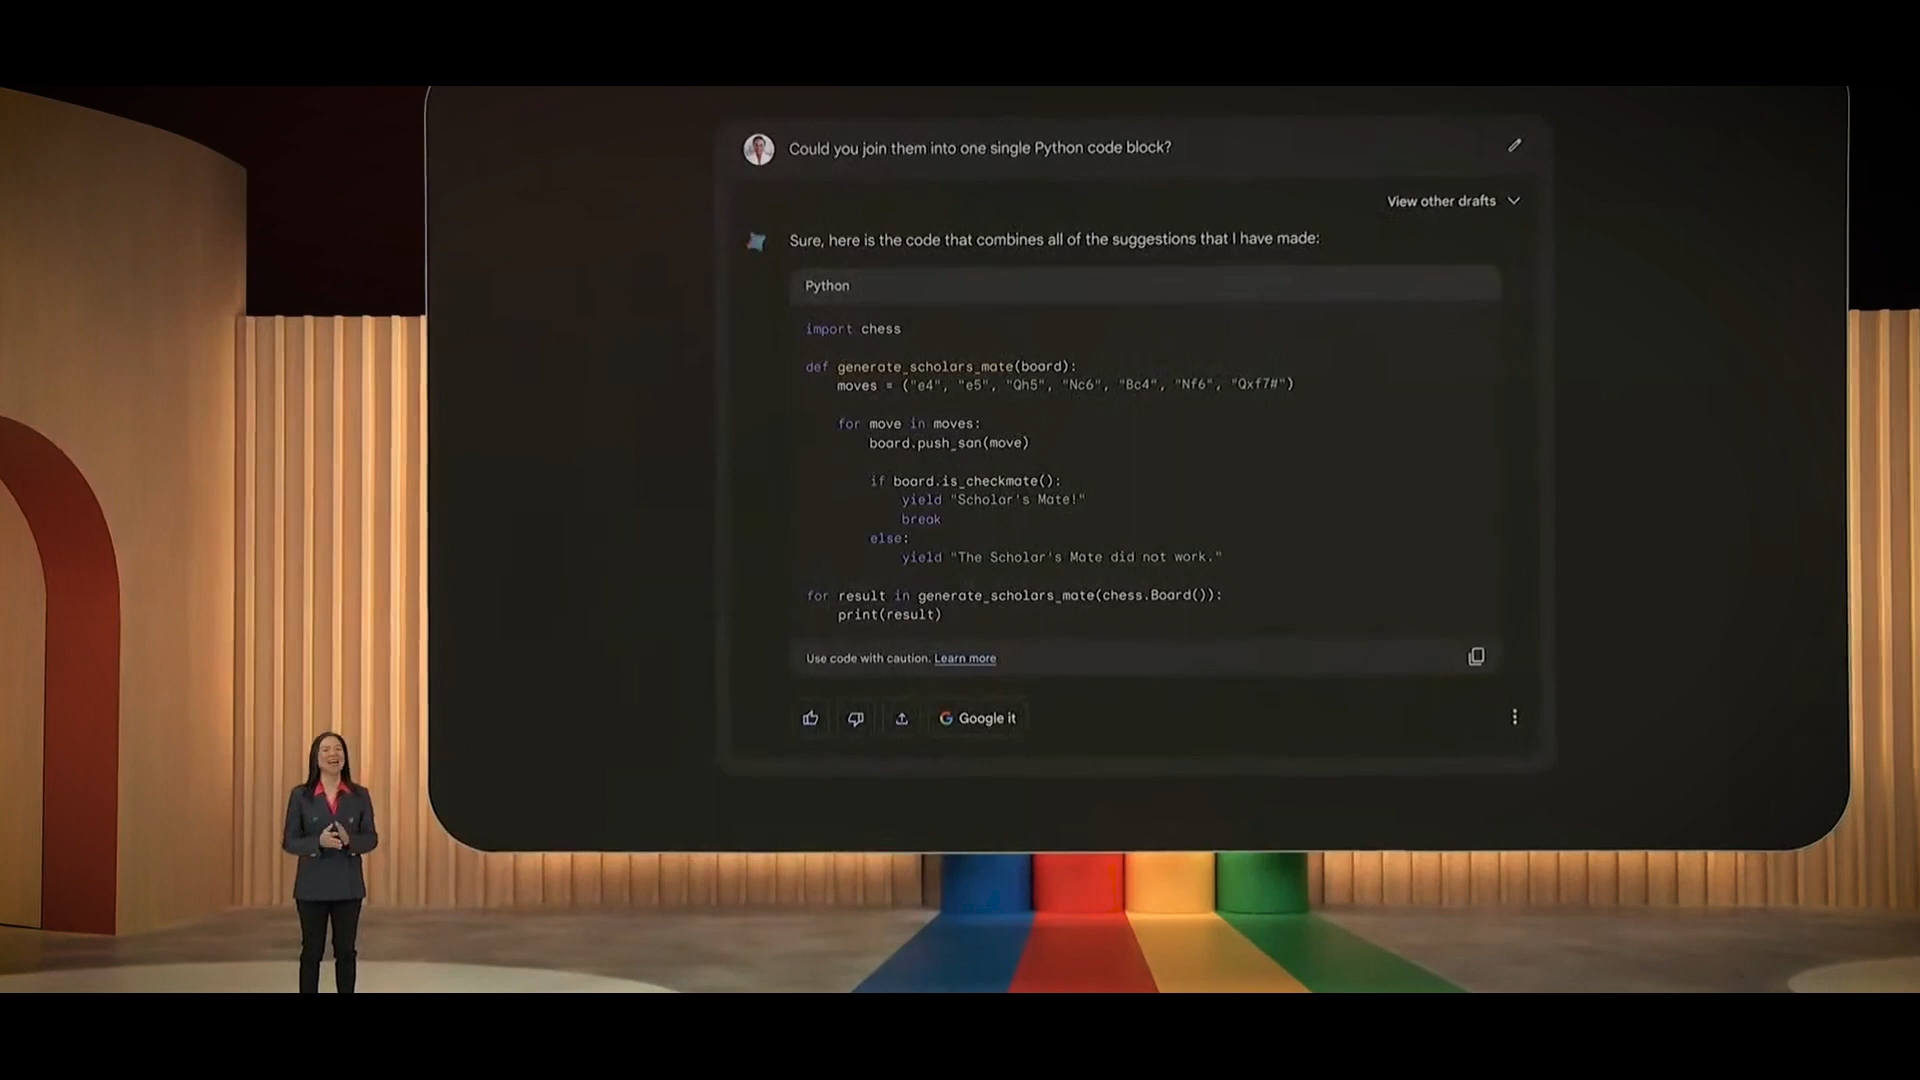 Could you join them into one single Python code block?
View other drafts
Sure, here is the code that combines all of the suggestions that I have made:
Python
import chess
def generate_scholars_mate(board):
moves = ("e4", "e5", "Qh5", "Nc6", "Bc4", "Nf6", "Qxf7#")
for move in moves:
board.push_san(move)
if board.is_checkmate():
yield "Scholar's Mate!"
break
else:
yield "The Scholar's Mate did not work."
for result in generate_scholars_mate(chess.Board()):
print(result)
Use code with caution. Learn more
G Google it